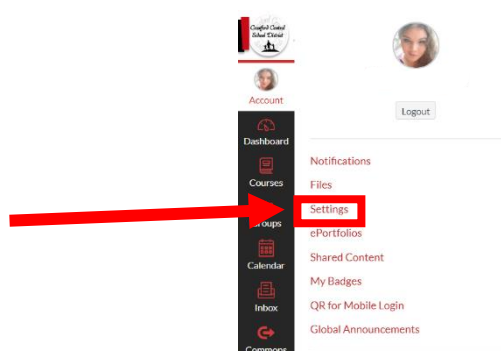 Crawford Central
School District
Account
Dashboard
Courses
Groups
Calendar
Inbox
Commons
Logout
Notifications
Files
Settings
ePortfolios
Shared Content
My Badges
QR for Mobile Login
Global Announcements